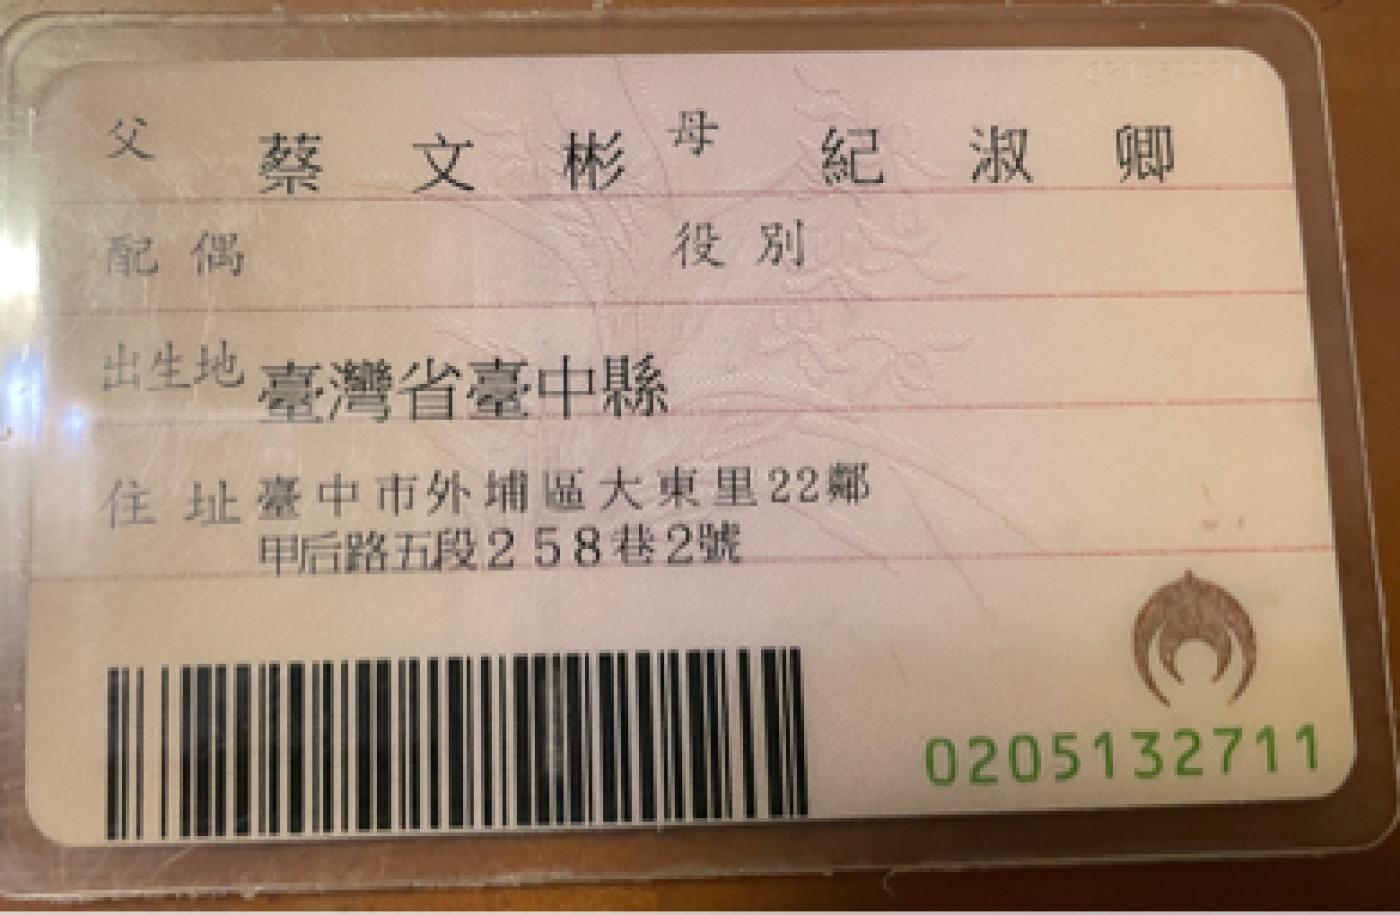 父 蔡文彬 母 紀淑卿
配偶 役別
出生地 臺灣省臺中縣
住址 臺中市外埔區大東里22鄰
甲后路五段258巷2號
0205132711